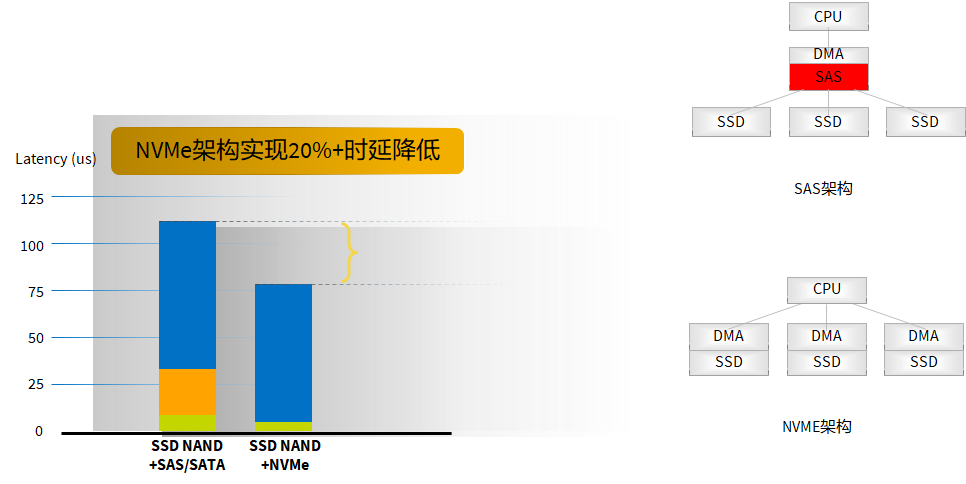 NVMe架构实现20%+时延降低
Latency (us)
125
100
75
50
25
0
SSD NAND
+SAS/SATA
SSD NAND
+NVMe
CPU
DMA
SAS
SSD SSD SSD
SAS架构
CPU
DMA DMA DMA
SSD SSD SSD
NVME架构